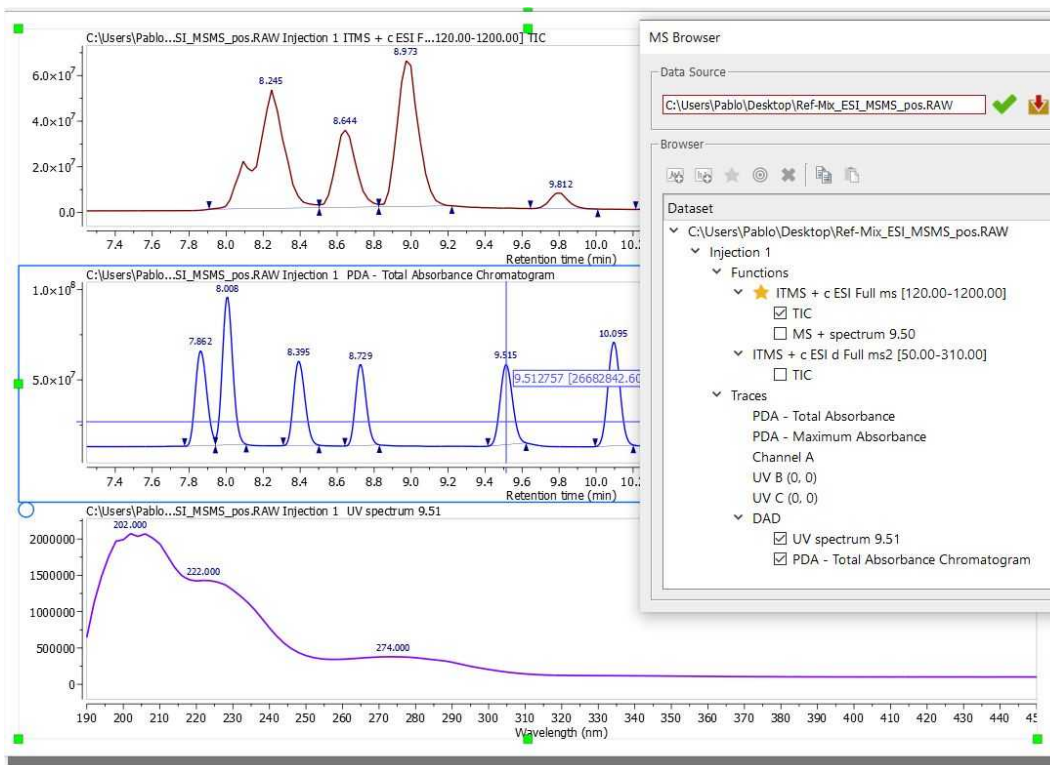 C:\Users\Pablo...SI_MSMS_pos.RAW Injection 1 ITMS + c ESI F...120.00-1200.00] TIC
8.973
8.245
8.644
9.812
6.0×10⁷
4.0×10⁷
2.0×10⁷
0.0
7.4 7.6 7.8 8.0 8.2 8.4 8.6 8.8 9.0 9.2 9.4 9.6 9.8 10.0 10.2
Retention time (min)
C:\Users\Pablo...SI_MSMS_pos.RAW Injection 1 PDA - Total Absorbance Chromatogram
1.0×10⁸
5.0×10⁷
8.008
7.862
8.395
8.729
9.515
10.095
9.512757 [26682842.60
7.4 7.6 7.8 8.0 8.2 8.4 8.6 8.8 9.0 9.2 9.4 9.6 9.8 10.0 10.2
Retention time (min)
C:\Users\Pablo...SI_MSMS_pos.RAW Injection 1 UV spectrum 9.51
202.000
222.000
274.000
2000000
1500000
1000000
500000
0
190 200 210 220 230 240 250 260 270 280 290 300 310 320 330 340 350 360 370 380 390 400 410 420 430 440 45
Wavelength (nm)
MS Browser
Data Source
C:\Users\Pablo\Desktop\Ref-Mix_ESI_MSMS_pos.RAW
Browser
Dataset
C:\Users\Pablo\Desktop\Ref-Mix_ESI_MSMS_pos.RAW
Injection 1
Functions
ITMS + c ESI Full ms [120.00-1200.00]
TIC
MS + spectrum 9.50
ITMS + c ESI d Full ms2 [50.00-310.00]
TIC
Traces
PDA - Total Absorbance
PDA - Maximum Absorbance
Channel A
UV B (0, 0)
UV C (0, 0)
DAD
UV spectrum 9.51
PDA - Total Absorbance Chromatogram